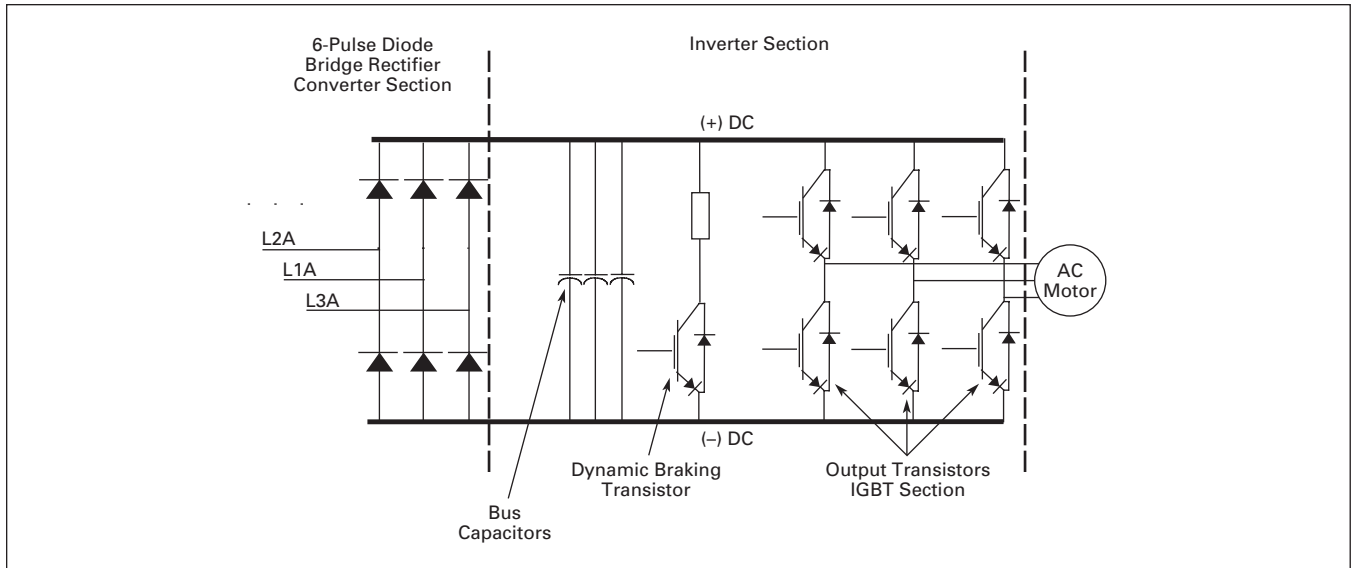 6-Pulse Diode
Bridge Rectifier
Converter Section
Inverter Section
(+) DC
L2A
L1A
L3A
AC
Motor
(–) DC
Dynamic Braking
Transistor
Output Transistors
IGBT Section
Bus
Capacitors